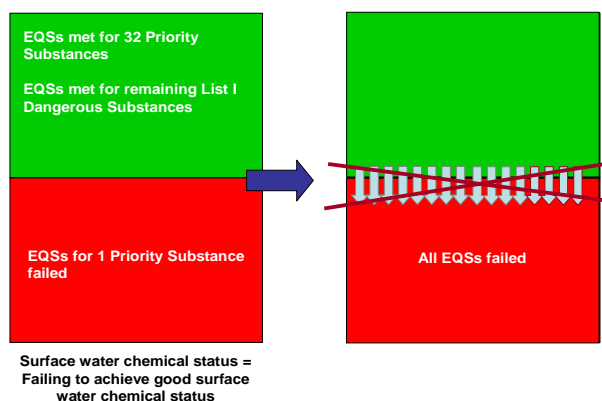 EQSs met for 32 Priority
Substances
EQSs met for remaining List I
Dangerous Substances
EQSs for 1 Priority Substance
failed
All EQSs failed
Surface water chemical status =
Failing to achieve good surface
water chemical status